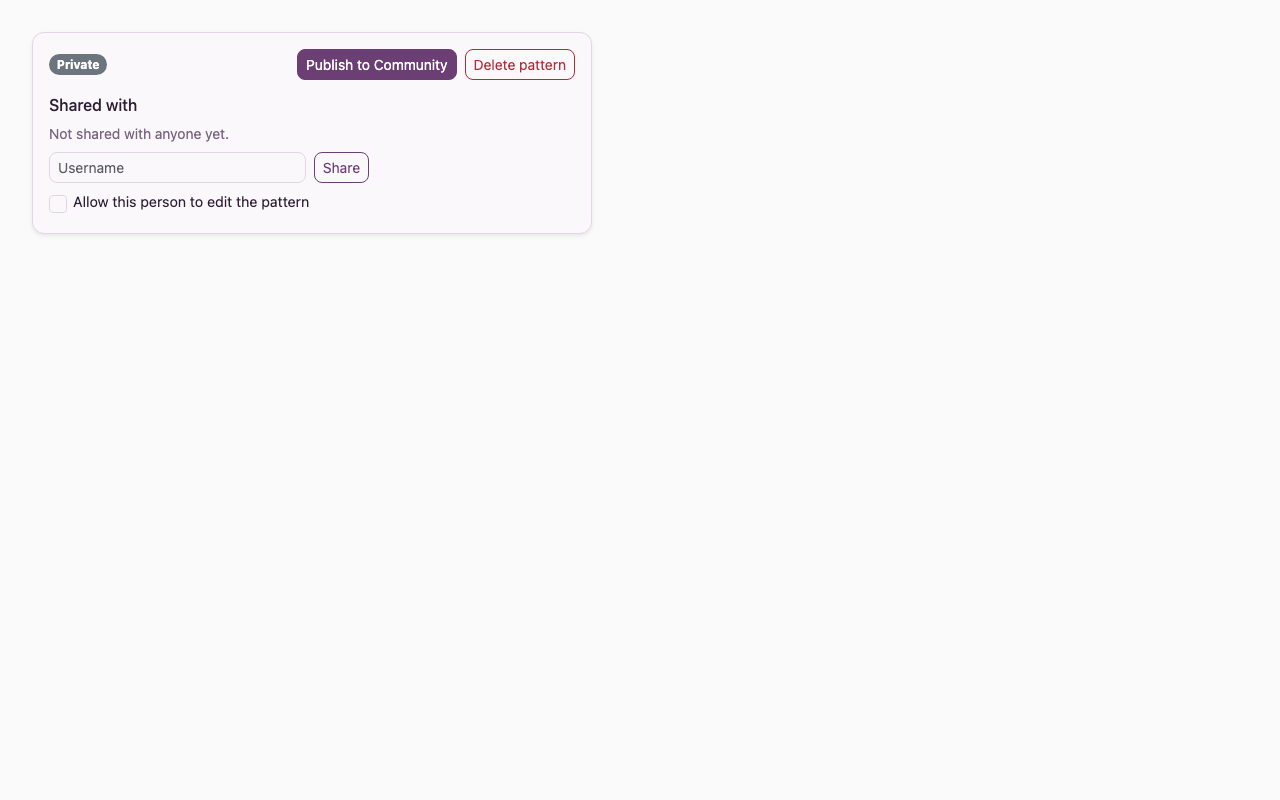 Private
Publish to Community
Delete pattern
Shared with
Not shared with anyone yet.
Username
Share
Allow this person to edit the pattern